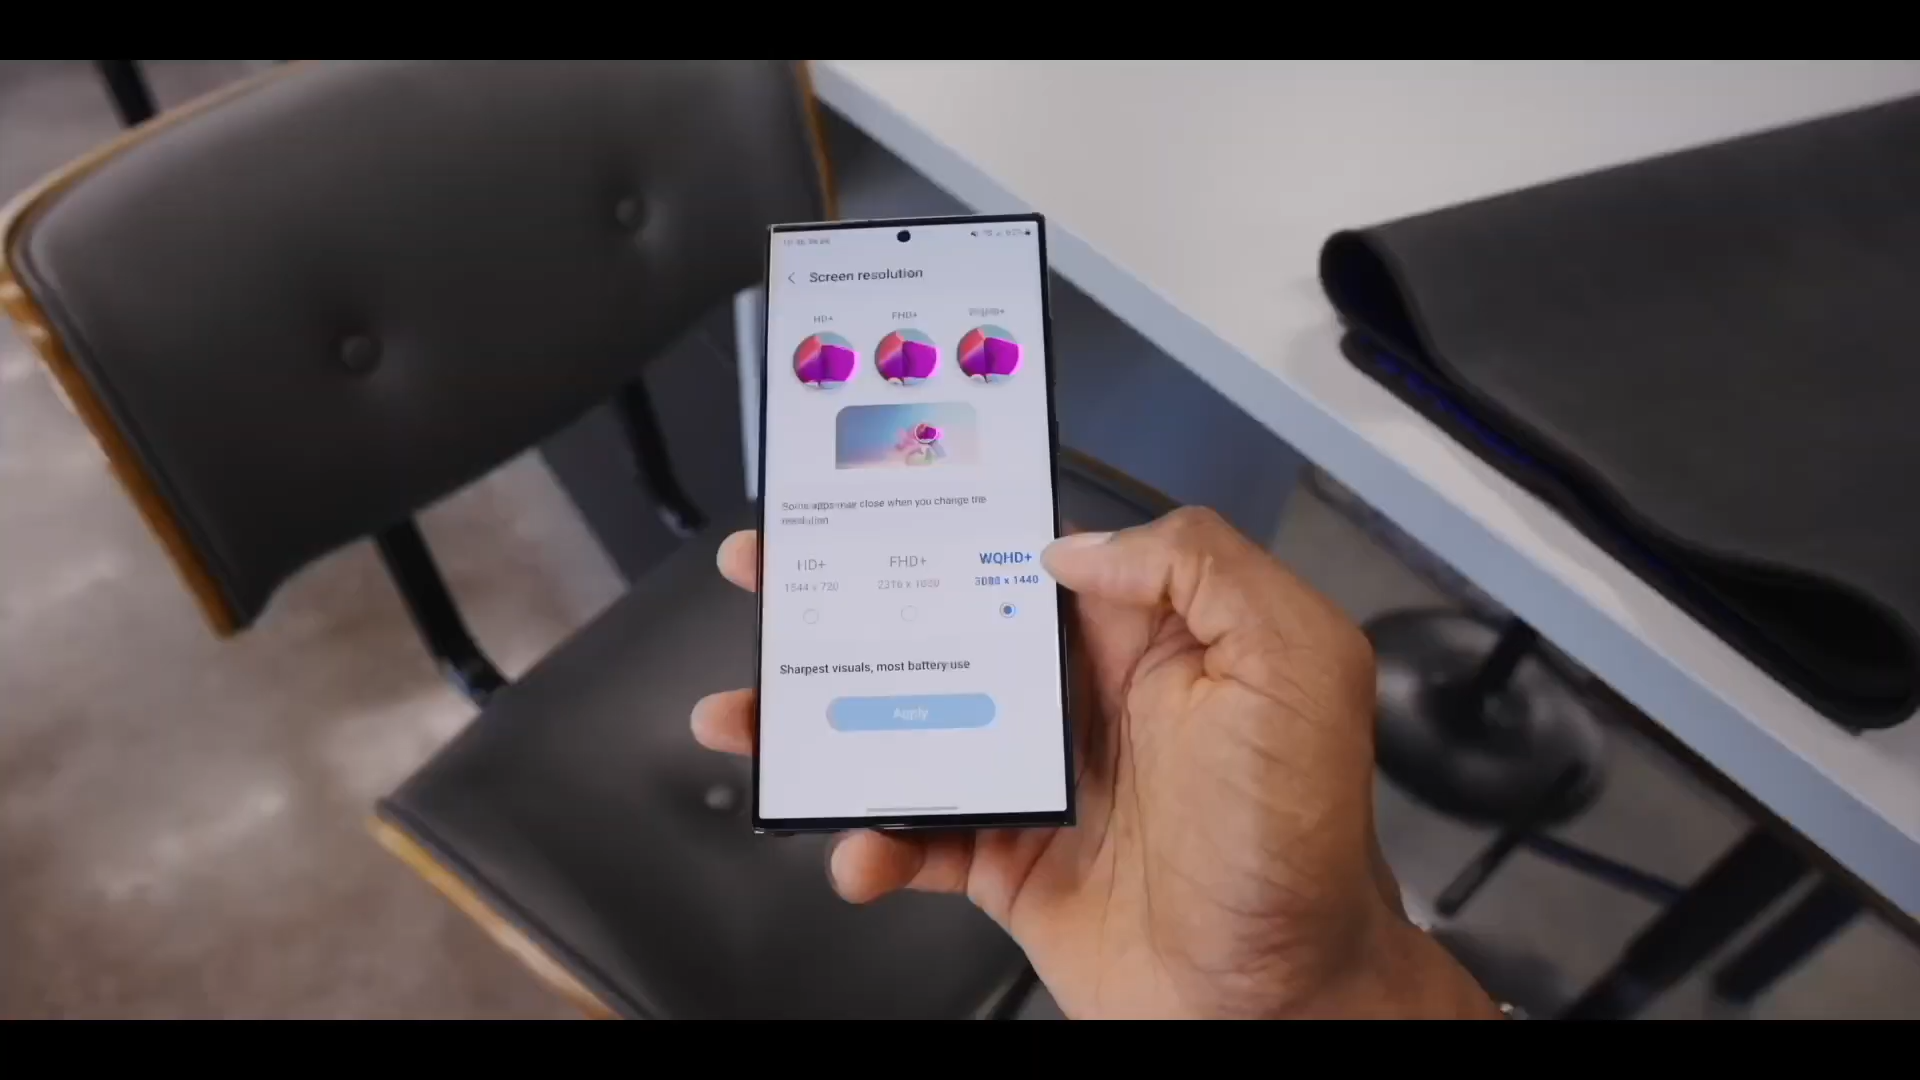 Screen resolution
HD+ FHD+ WQHD+
Some apps may close when you change the
resolution.
HD+ FHD+ WQHD+
1544 x 720 2316 x 1080 3088 x 1440
Sharpest visuals, most battery use
Apply